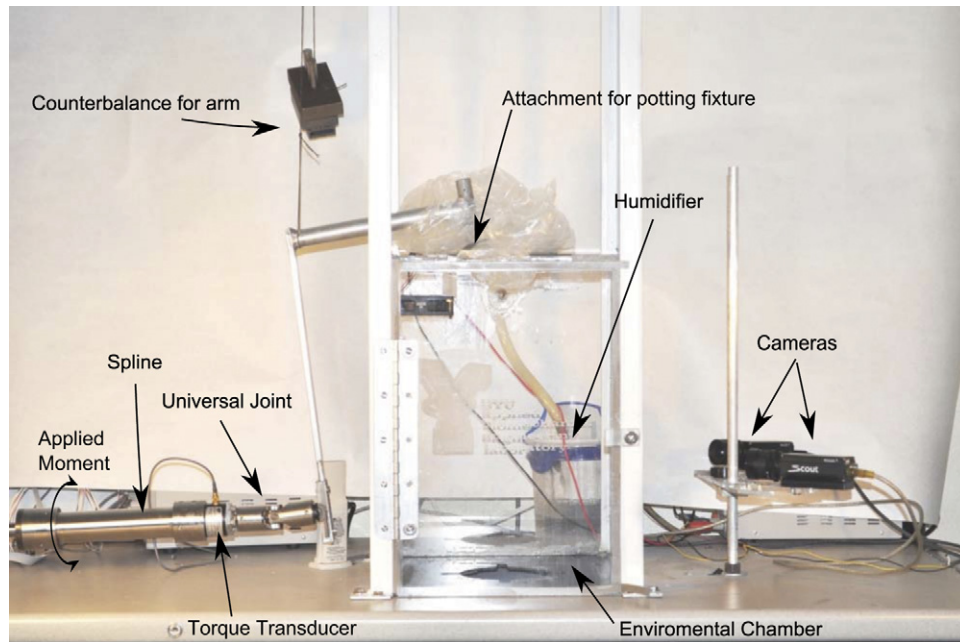 Counterbalance for arm
Attachment for potting fixture
Humidifier
Cameras
Spline
Universal Joint
Applied
Moment
Scout
Torque Transducer
Enviromental Chamber